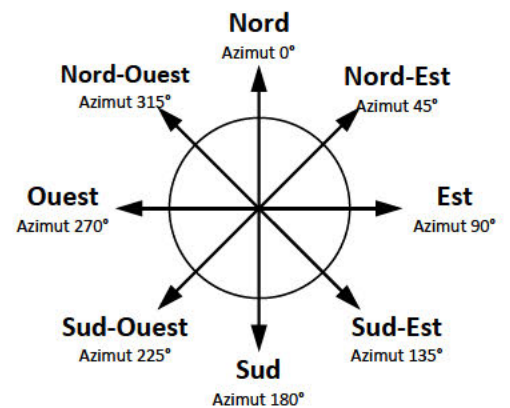 Nord
Azimut 0°
Nord-Ouest
Azimut 315°
Nord-Est
Azimut 45°
Ouest
Azimut 270°
Est
Azimut 90°
Sud-Ouest
Azimut 225°
Sud-Est
Azimut 135°
Sud
Azimut 180°